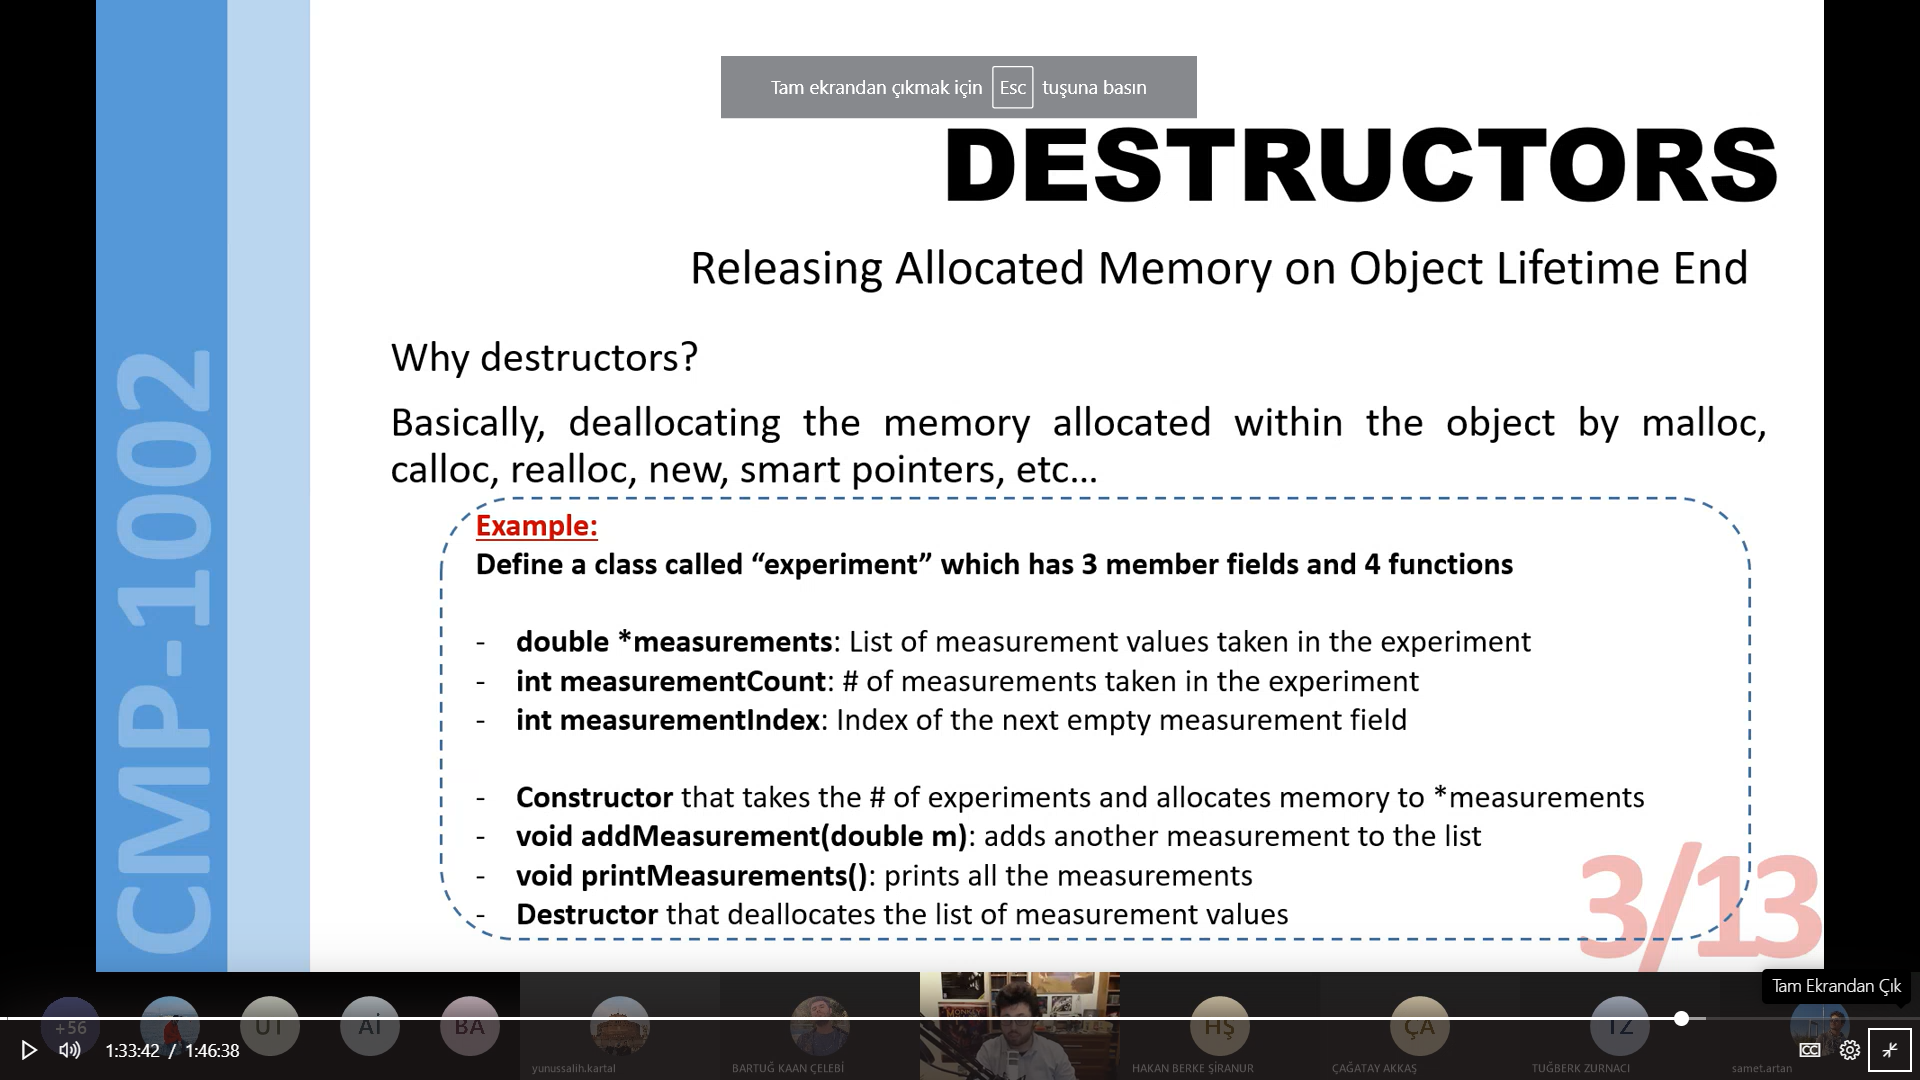 Tam ekrandan çıkmak için Esc tuşuna basın
DESTRUCTORS
Releasing Allocated Memory on Object Lifetime End
CMP-1002
Why destructors?
Basically, deallocating the memory allocated within the object by malloc,
calloc, realloc, new, smart pointers, etc...
Example:
Define a class called “experiment” which has 3 member fields and 4 functions
- double *measurements: List of measurement values taken in the experiment
- int measurementCount: # of measurements taken in the experiment
- int measurementIndex: Index of the next empty measurement field
- Constructor that takes the # of experiments and allocates memory to *measurements
- void addMeasurement(double m): adds another measurement to the list
- void printMeasurements(): prints all the measurements
- Destructor that deallocates the list of measurement values
3/13
Tam Ekrandan Çık
+56
UT
Aİ
BA
HŞ
ÇA
TZ
1:33:42 / 1:46:38
CC
yunussalih.kartal
BARTUĞ KAAN ÇELEBİ
HAKAN BERKE ŞİRANUR
ÇAĞATAY AKKAŞ
TUĞBERK ZURNACI
samet.artan